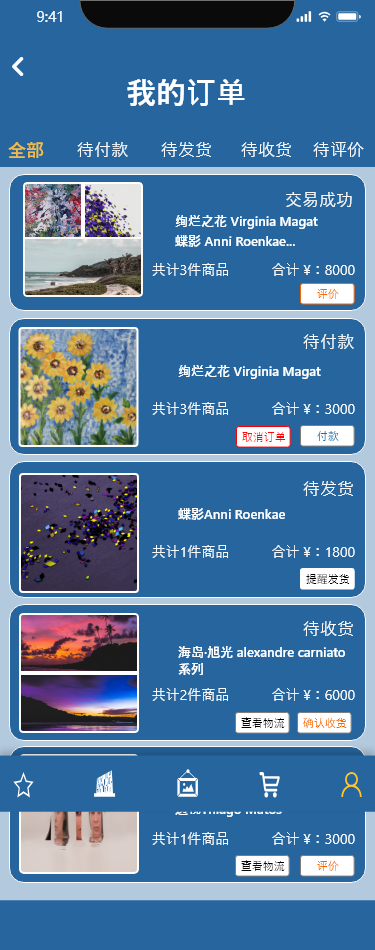 9:41
我的订单
全部 待付款 待发货 待收货 待评价
交易成功
绚烂之花 Virginia Magat
蝶影 Anni Roenkae...
共计3件商品 合计 ¥：8000
评价
待付款
绚烂之花 Virginia Magat
共计3件商品 合计 ¥：3000
取消订单 付款
待发货
蝶影Anni Roenkae
共计1件商品 合计 ¥：1800
提醒发货
待收货
海岛·旭光 alexandre carniato
系列
共计2件商品 合计 ¥：6000
查看物流 确认收货
共计1件商品 合计 ¥：3000
查看物流 评价